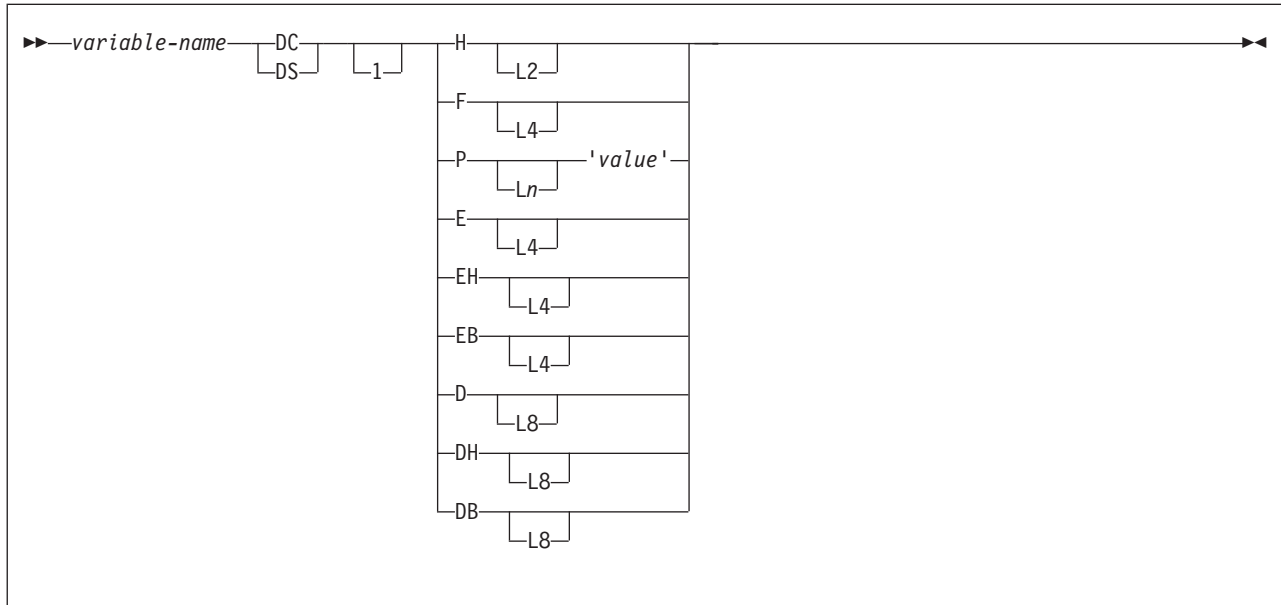 variable-name DC H
DS 1 L2
F
L4
P 'value'
Ln
E
L4
EH
L4
EB
L4
D
L8
DH
L8
DB
L8